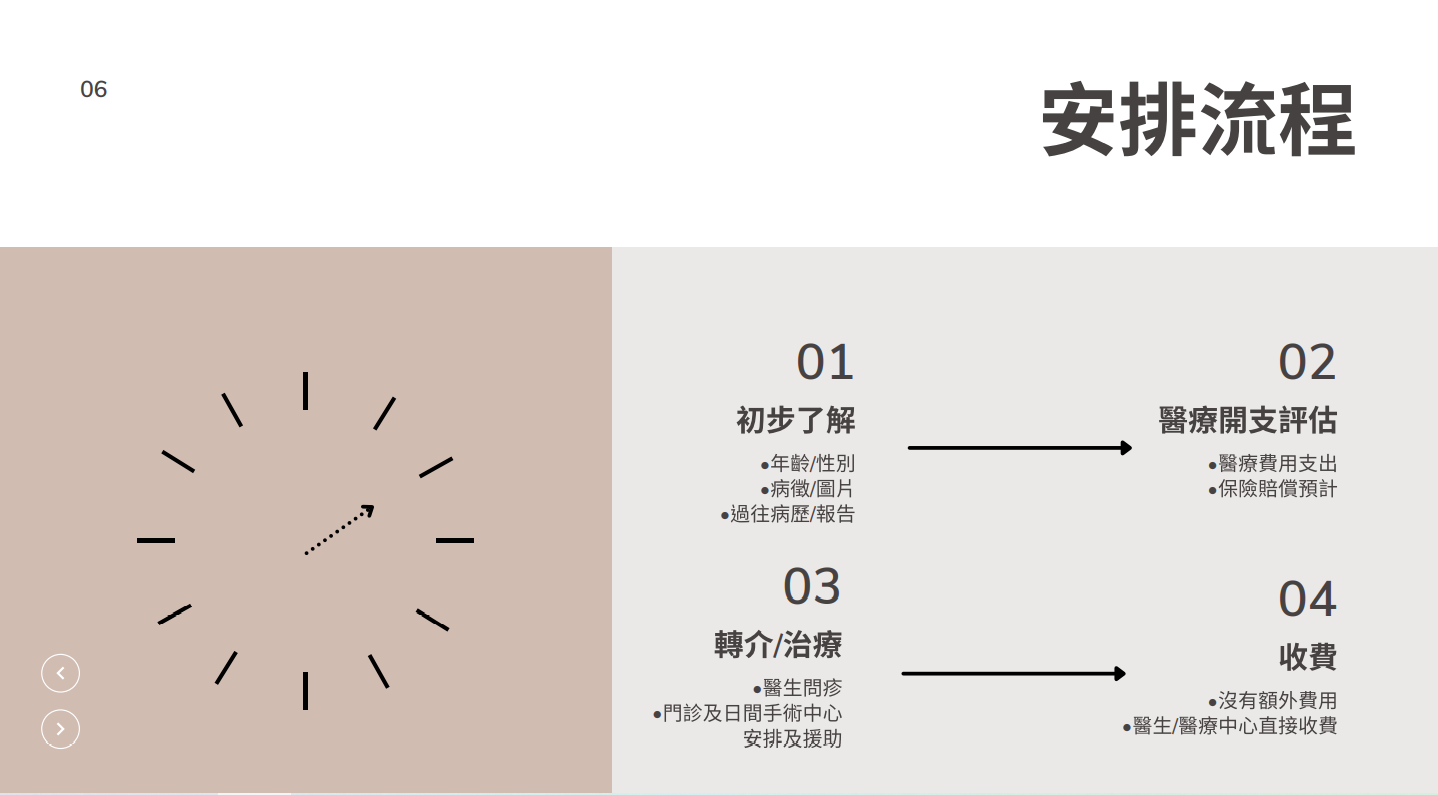 06
安排流程
01
初步了解
●年齡/性別
●病徵/圖片
●過往病歷/報告
02
醫療開支評估
●醫療費用支出
●保險賠償預計
03
轉介/治療
●醫生問疹
●門診及日間手術中心
安排及援助
04
收費
●沒有額外費用
●醫生/醫療中心直接收費